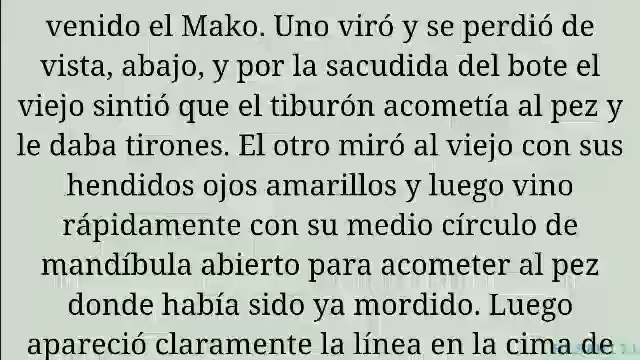 venido el Mako. Uno viró y se perdió de
vista, abajo, y por la sacudida del bote el
viejo sintió que el tiburón acometía al pez y
le daba tirones. El otro miró al viejo con sus
hendidos ojos amarillos y luego vino
rápidamente con su medio círculo de
mandíbula abierto para acometer al pez
donde había sido ya mordido. Luego
apareció claramente la línea en la cima de